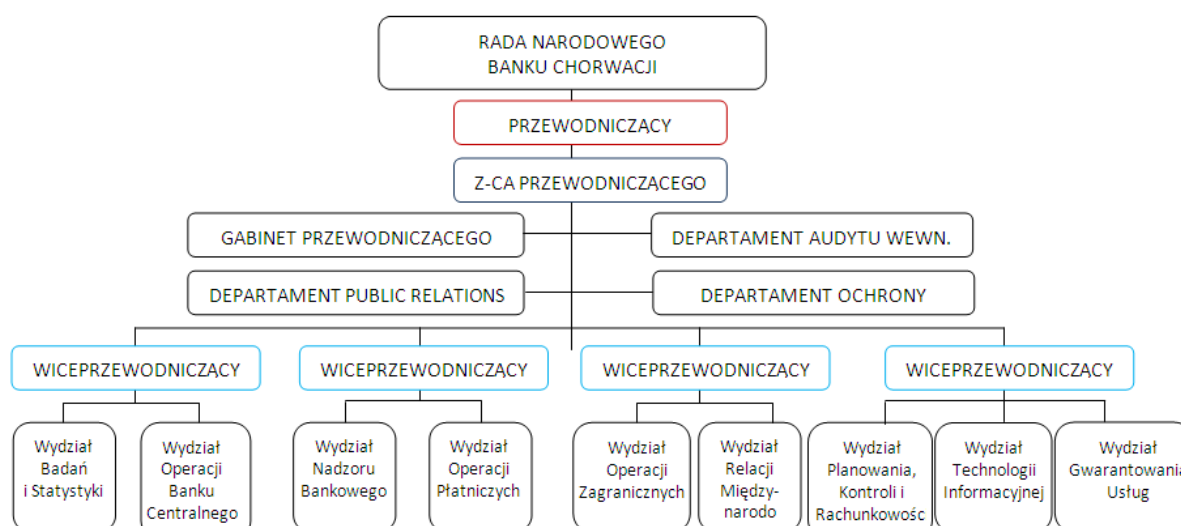 RADA NARODOWEGO
BANKU CHORWACJI
PRZEWODNICZĄCY
Z-CA PRZEWODNICZĄCEGO
GABINET PRZEWODNICZĄCEGO
DEPARTAMENT AUDYTU WEWN.
DEPARTAMENT PUBLIC RELATIONS
DEPARTAMENT OCHRONY
WICEPRZEWODNICZĄCY
WICEPRZEWODNICZĄCY
WICEPRZEWODNICZĄCY
WICEPRZEWODNICZĄCY
Wydział
Badań
i Statystyki
Wydział
Operacji
Banku
Centralnego
Wydział
Nadzoru
Bankowego
Wydział
Operacji
Płatniczych
Wydział
Operacji
Zagranicznych
Wydział
Relacji
Między-
narodo
Wydział
Planowania,
Kontroli i
Rachunkowośc
Wydział
Technologii
Informacyjnej
Wydział
Gwarantowania
Usług